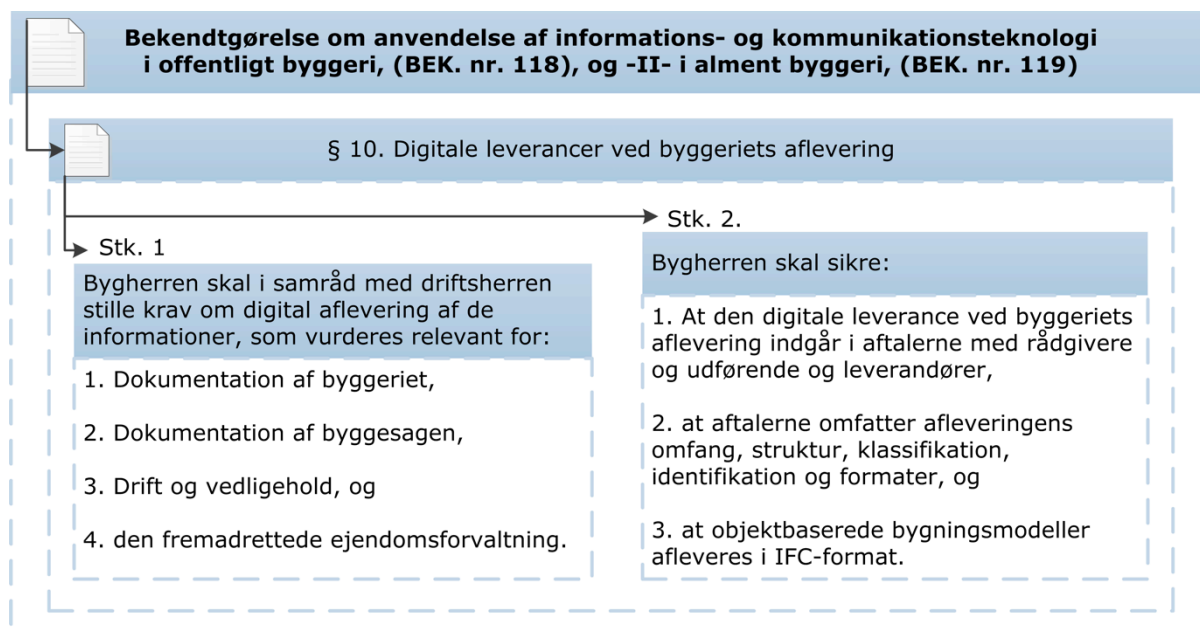 Bekendtgørelse om anvendelse af informations- og kommunikationsteknologi
i offentligt byggeri, (BEK. nr. 118), og -II- i alment byggeri, (BEK. nr. 119)
§ 10. Digitale leverancer ved byggeriets aflevering
Stk. 1
Bygherren skal i samråd med driftsherren
stille krav om digital aflevering af de
informationer, som vurderes relevant for:
1. Dokumentation af byggeriet,
2. Dokumentation af byggesagen,
3. Drift og vedligehold, og
4. den fremadrettede ejendomsforvaltning.
Stk. 2.
Bygherren skal sikre:
1. At den digitale leverance ved byggeriets
aflevering indgår i aftalerne med rådgivere
og udførende og leverandører,
2. at aftalerne omfatter afleveringens
omfang, struktur, klassifikation,
identifikation og formater, og
3. at objektbaserede bygningsmodeller
afleveres i IFC-format.